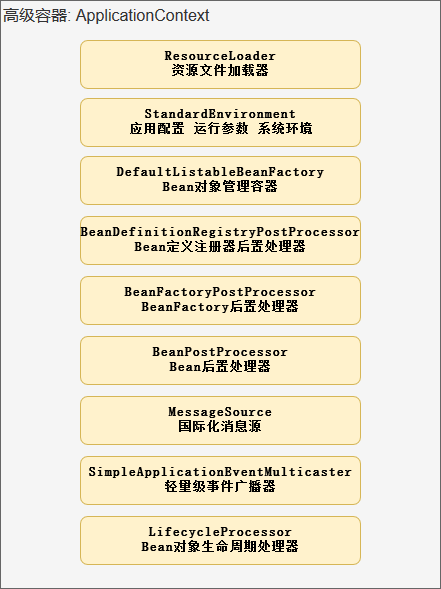 高级容器: ApplicationContext
ResourceLoader
资源文件加载器
StandardEnvironment
应用配置 运行参数 系统环境
DefaultListableBeanFactory
Bean对象管理容器
BeanDefinitionRegistryPostProcessor
Bean定义注册器后置处理器
BeanFactoryPostProcessor
BeanFactory后置处理器
BeanPostProcessor
Bean后置处理器
MessageSource
国际化消息源
SimpleApplicationEventMulticaster
轻量级事件广播器
LifecycleProcessor
Bean对象生命周期处理器